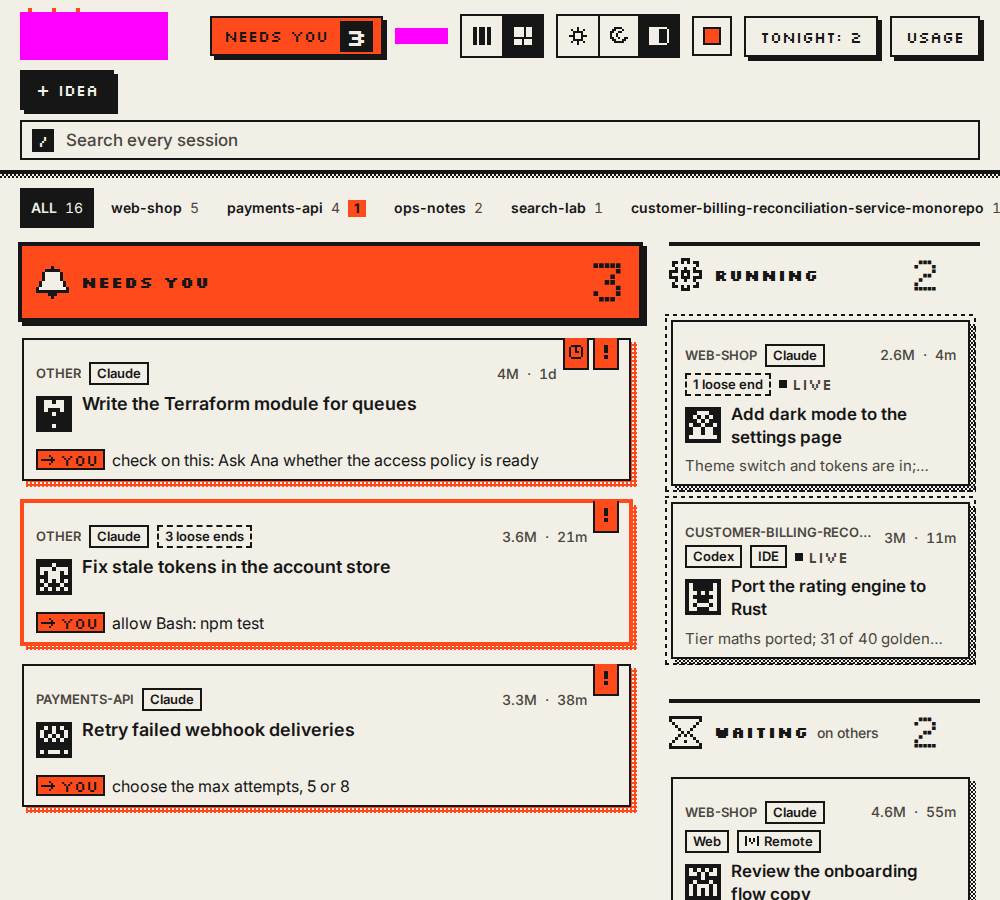 NEEDS YOU 3
TONIGHT: 2
USAGE
+ IDEA
/ Search every session
ALL 16
web-shop 5
payments-api 4 1
ops-notes 2
search-lab 1
customer-billing-reconciliation-service-monorepo 1
NEEDS YOU 3
OTHER Claude 4M · 1d !
Write the Terraform module for queues
→ YOU check on this: Ask Ana whether the access policy is ready
OTHER Claude 3 loose ends 3.6M · 21m !
Fix stale tokens in the account store
→ YOU allow Bash: npm test
PAYMENTS-API Claude 3.3M · 38m !
Retry failed webhook deliveries
→ YOU choose the max attempts, 5 or 8
RUNNING 2
WEB-SHOP Claude 2.6M · 4m
1 loose end LIVE
Add dark mode to the
settings page
Theme switch and tokens are in;...
CUSTOMER-BILLING-RECO... 3M · 11m
Codex IDE LIVE
Port the rating engine to
Rust
Tier maths ported; 31 of 40 golden...
WAITING on others 2
WEB-SHOP Claude 4.6M · 55m
Web Remote
Review the onboarding
flow copy